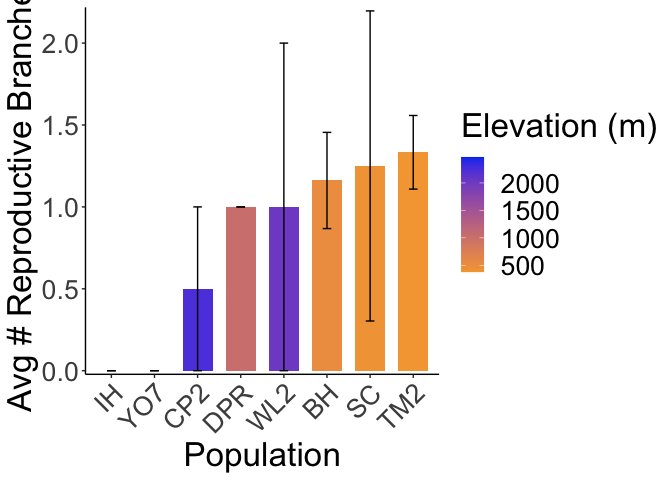 Avg # Reproductive Branche
2.0
1.5
1.0
0.5
0.0
IH
YO7
CP2
DPR
WL2
BH
SC
TM2
Population
Elevation (m)
2000
1500
1000
500